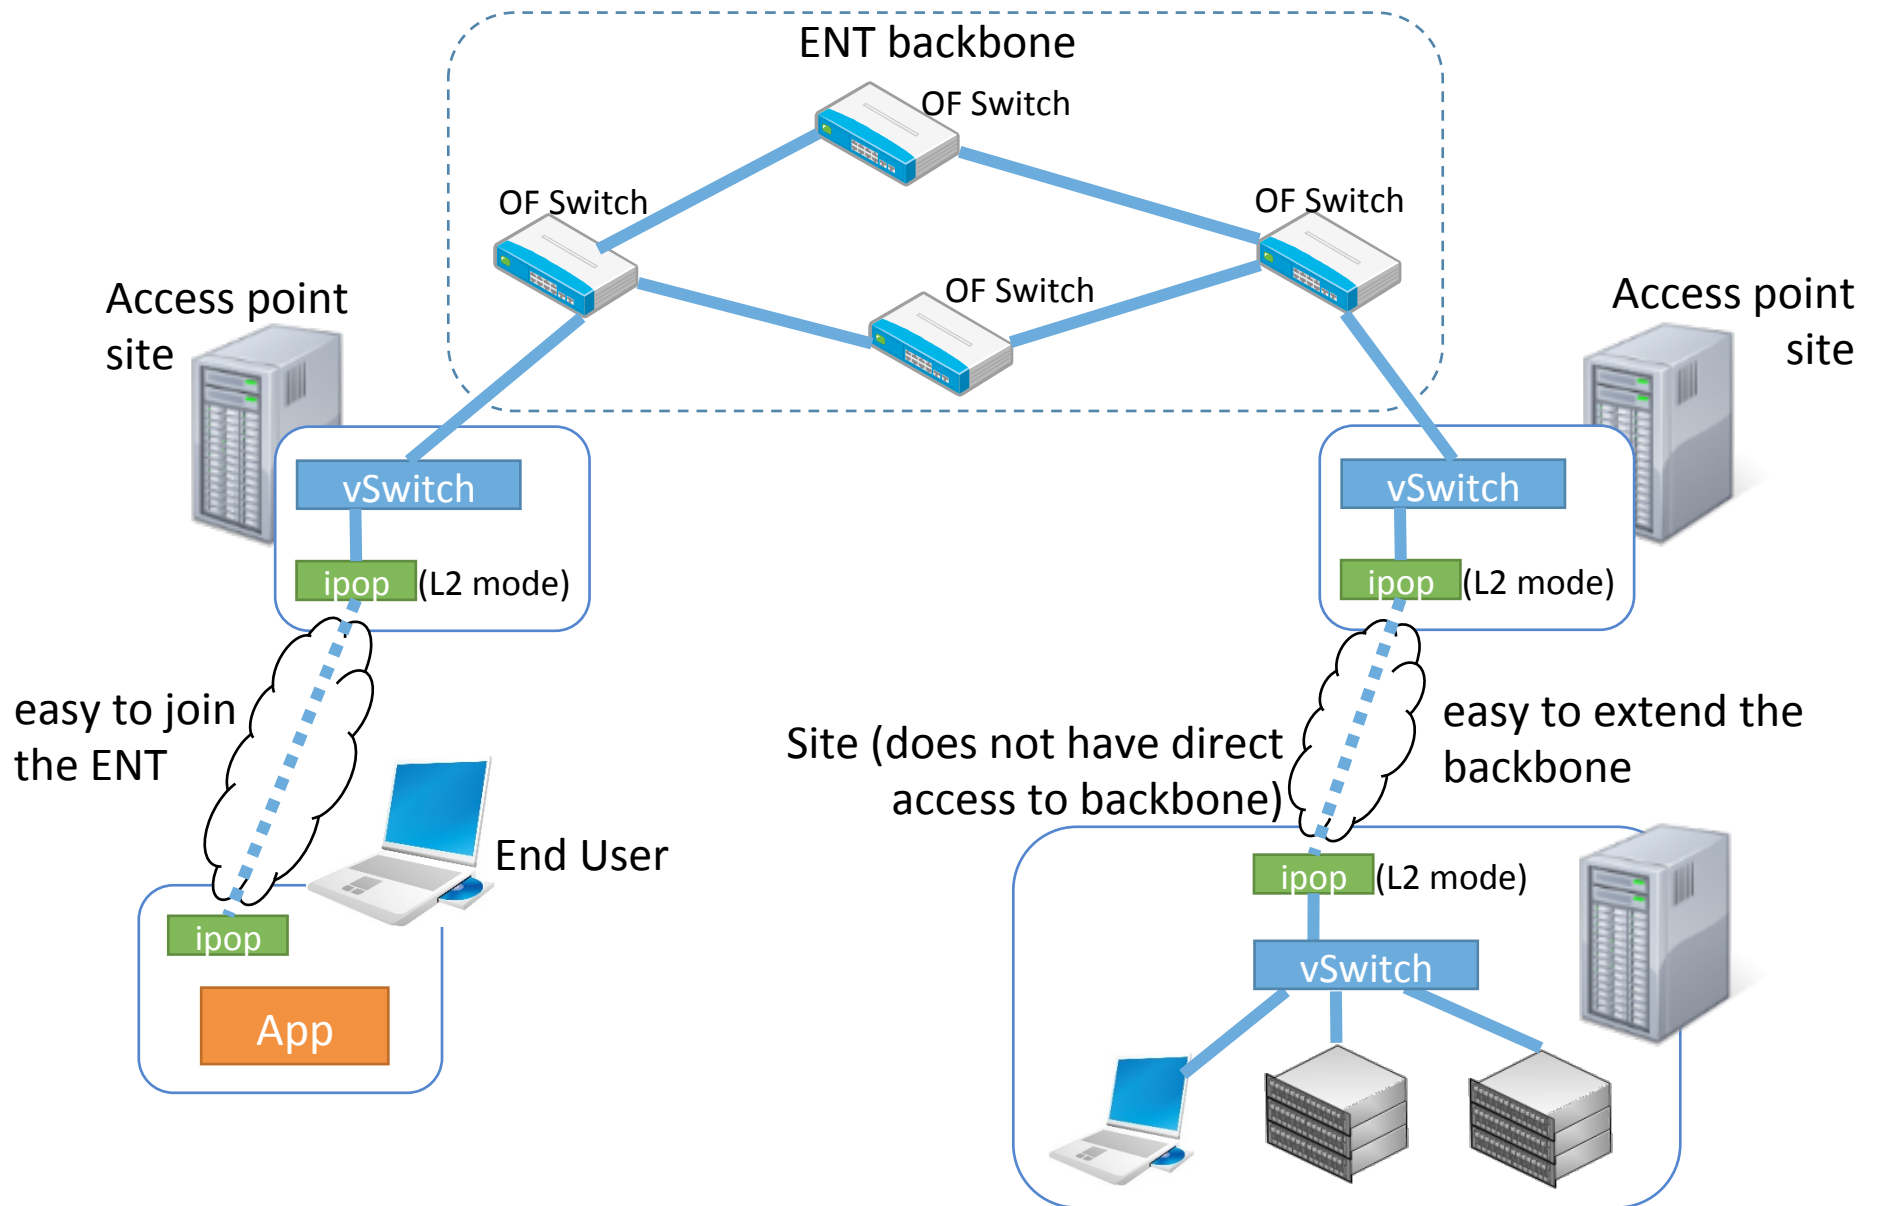 ENT backbone
OF Switch
OF Switch
OF Switch
OF Switch
Access point
site
Access point
site
vSwitch
ipop (L2 mode)
vSwitch
ipop (L2 mode)
easy to join
the ENT
End User
ipop
App
easy to extend the
backbone
Site (does not have direct
access to backbone)
ipop (L2 mode)
vSwitch